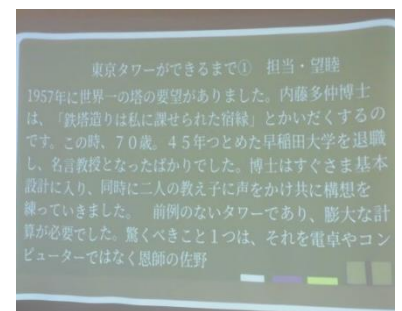 東京タワーができるまで① 担当・望睦
1957年に世界一の塔の要望がありました。内藤多仲博士
は、「鉄塔造りは私に課せられた宿縁」とかいだくするの
です。この時、７０歳。４５年つとめた早稲田大学を退職
し、名言教授となったばかりでした。博士はすぐさま基本
設計に入り、同時に二人の教え子に声をかけ共に構想を
練っていきました。 前例のないタワーであり、膨大な計
算が必要でした。驚くべきこと１つは、それを電卓やコン
ピューターではなく恩師の佐野